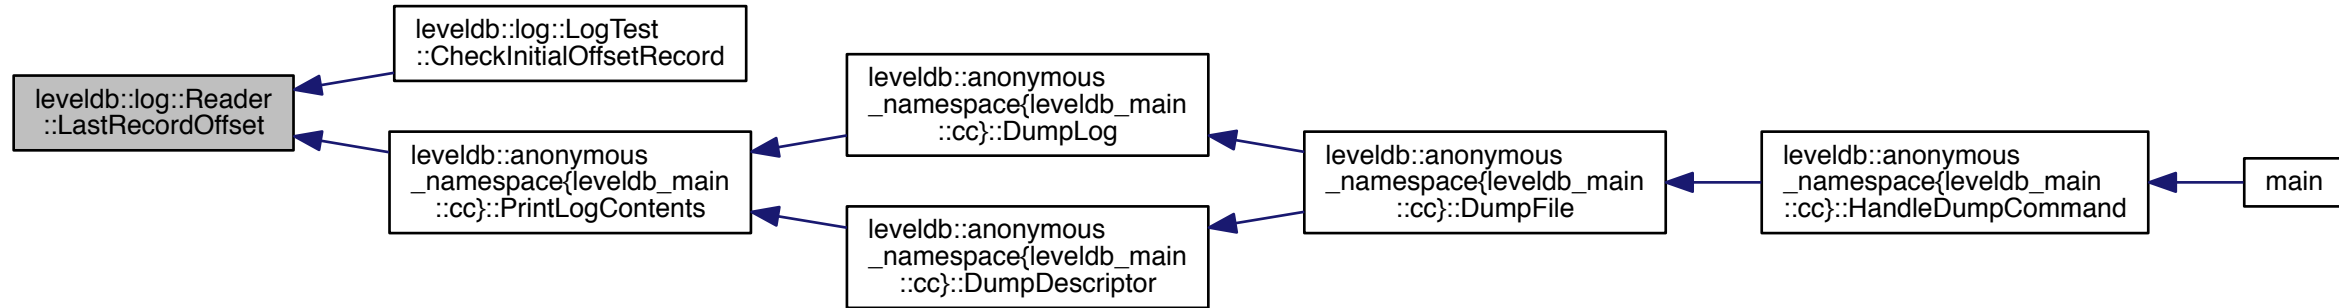 leveldb::log::Reader
::LastRecordOffset
leveldb::log::LogTest
::CheckInitialOffsetRecord
leveldb::anonymous
_namespace{leveldb_main
::cc}::PrintLogContents
leveldb::anonymous
_namespace{leveldb_main
::cc}::DumpLog
leveldb::anonymous
_namespace{leveldb_main
::cc}::DumpDescriptor
leveldb::anonymous
_namespace{leveldb_main
::cc}::DumpFile
leveldb::anonymous
_namespace{leveldb_main
::cc}::HandleDumpCommand
main